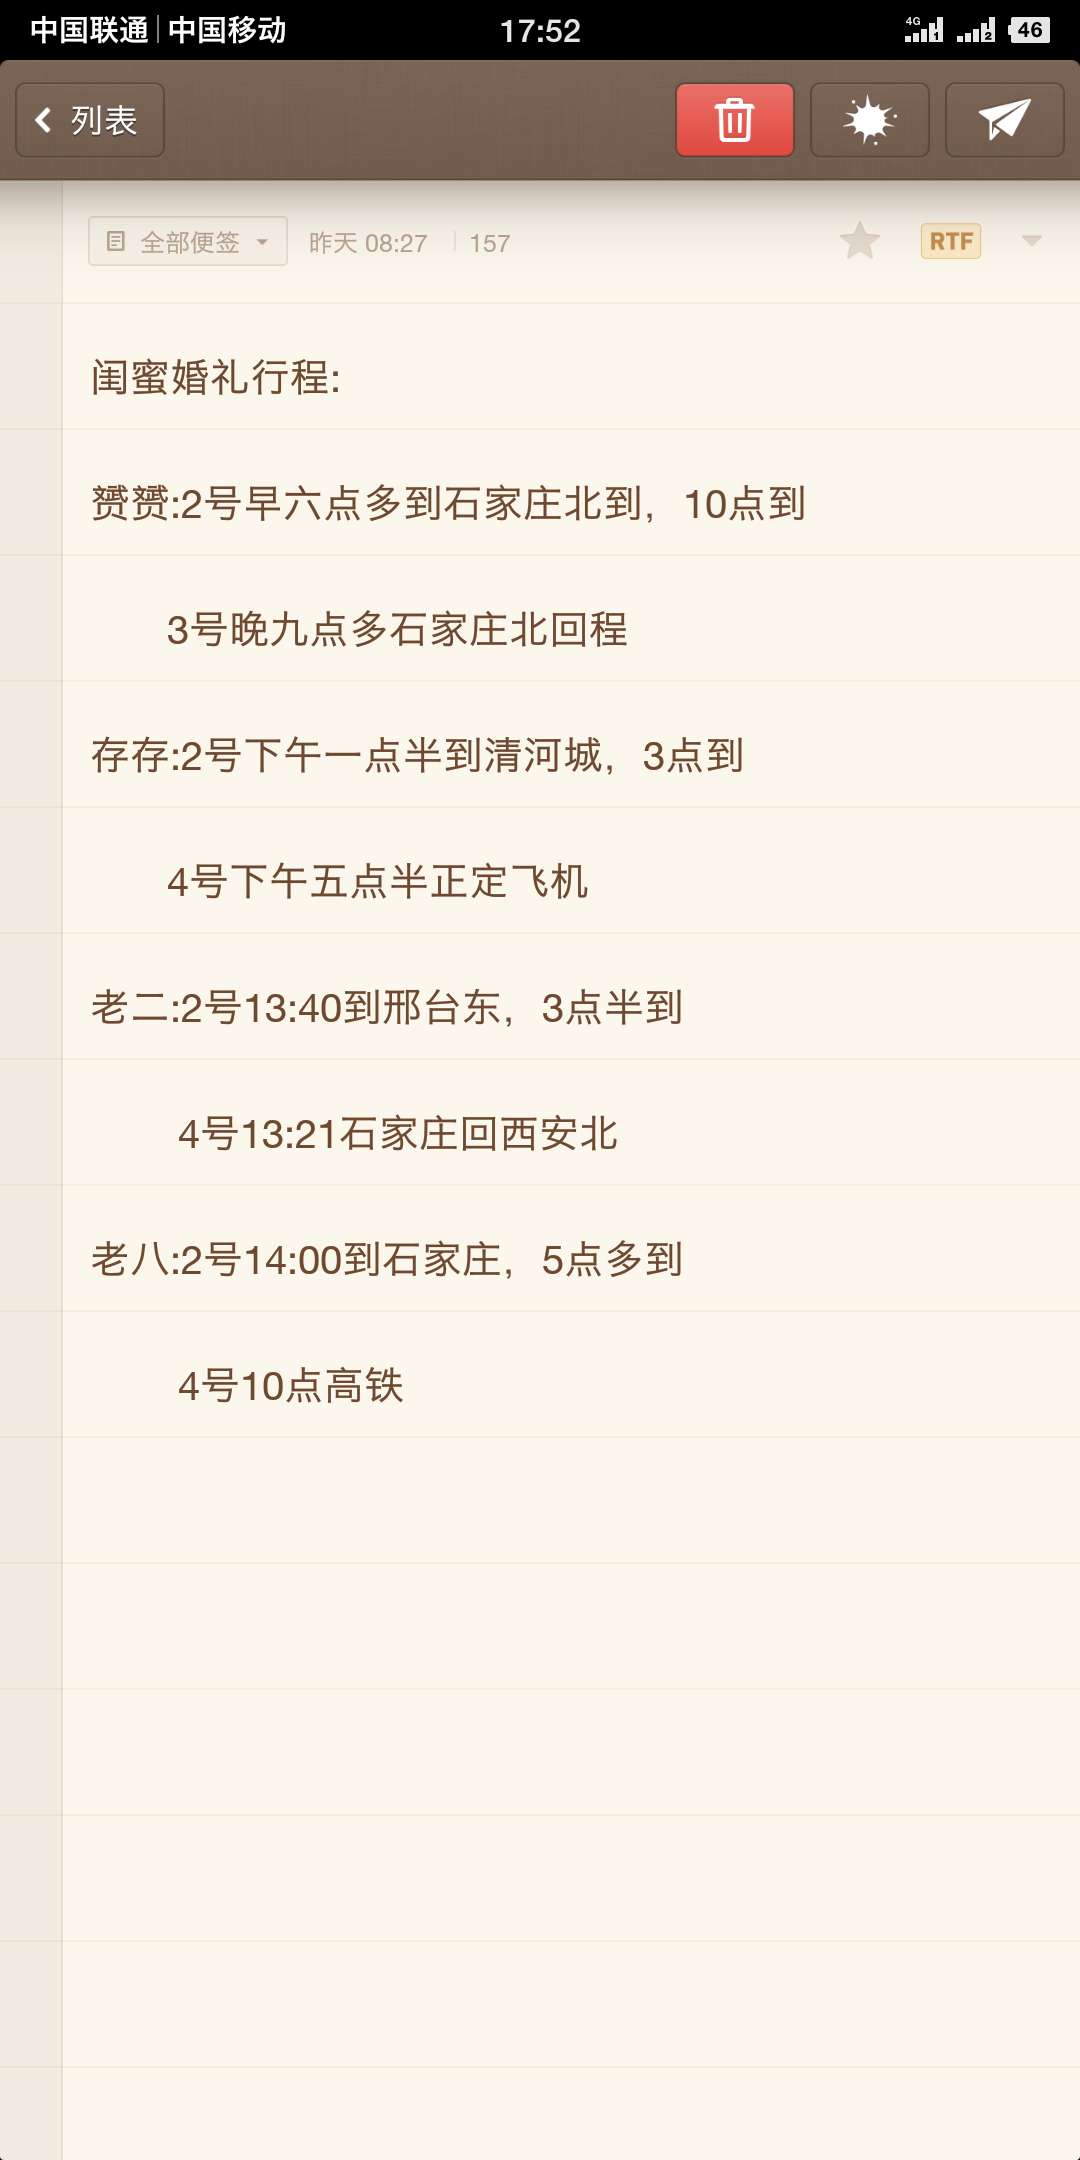 中国联通 | 中国移动 17:52 4G 1 2 46
列表
全部便签 昨天 08:27 157 RTF
闺蜜婚礼行程:
赟赟:2号早六点多到石家庄北到，10点到
3号晚九点多石家庄北回程
存存:2号下午一点半到清河城，3点到
4号下午五点半正定飞机
老二:2号13:40到邢台东，3点半到
4号13:21石家庄回西安北
老八:2号14:00到石家庄，5点多到
4号10点高铁